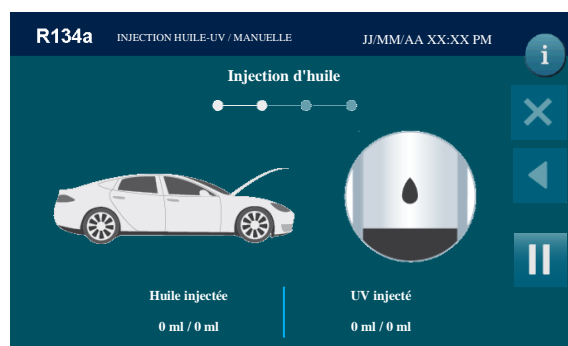 R134a INJECTION HUILE-UV / MANUELLE JJ/MM/AA XX:XX PM
i
Injection d'huile
Huile injectée UV injecté
0 ml / 0 ml 0 ml / 0 ml